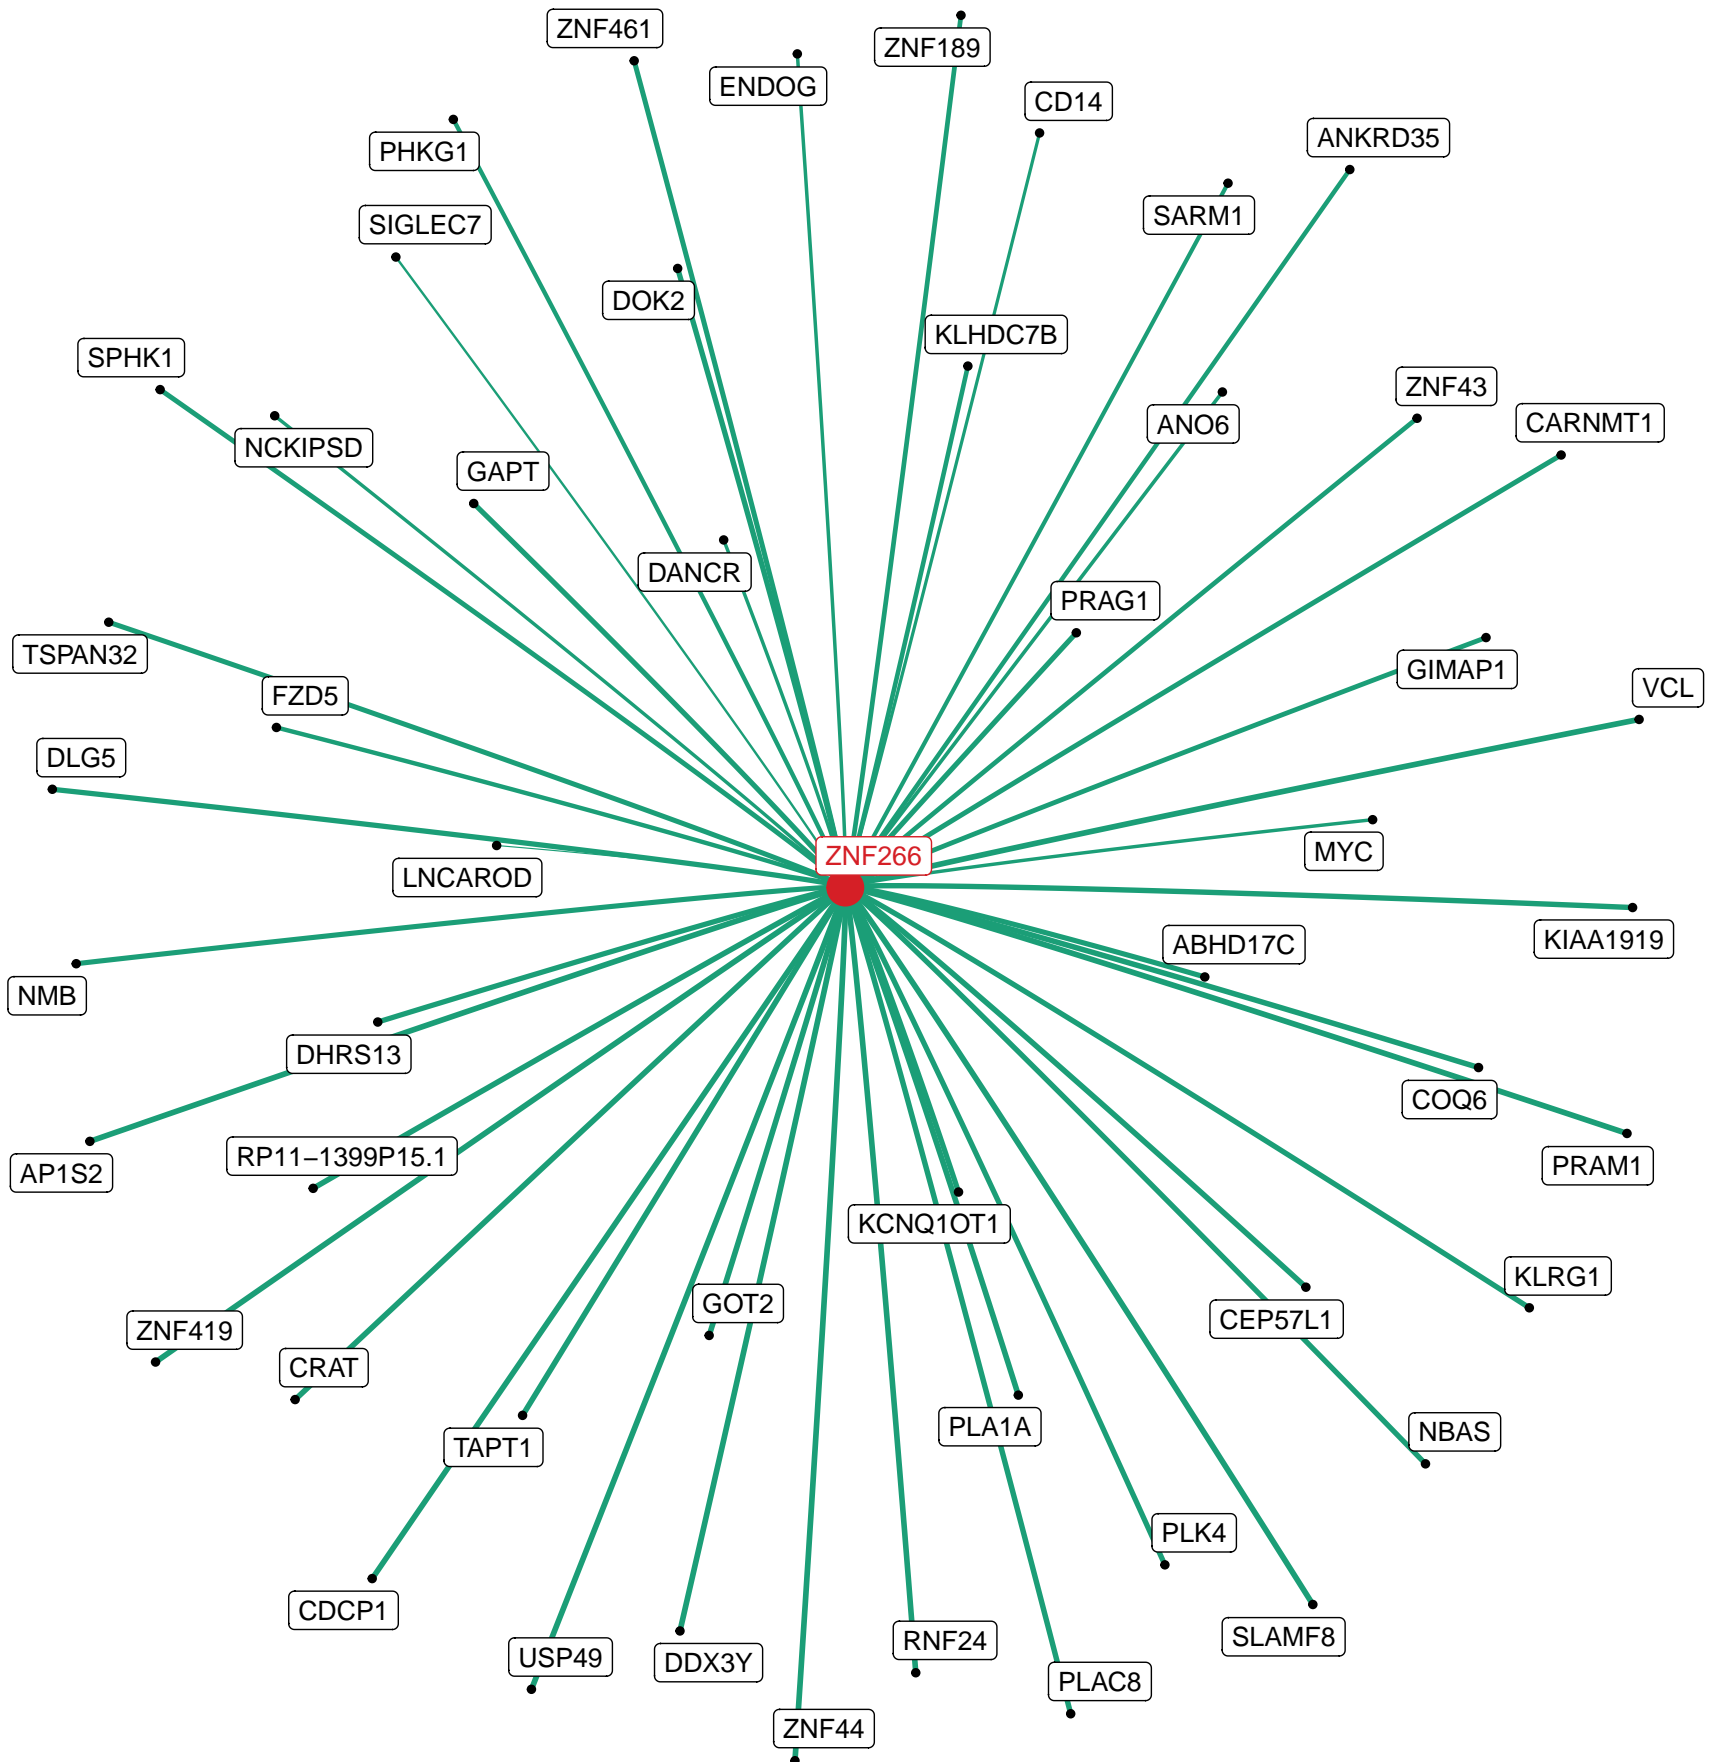 ZNF461
ZNF189
ENDOG
CD14
ANKRD35
PHKG1
SARM1
SIGLEC7
DOK2
KLHDC7B
SPHK1
ZNF43
CARNMT1
ANO6
NCKIPSD
GAPT
DANCR
PRAG1
TSPAN32
GIMAP1
VCL
FZD5
DLG5
MYC
ZNF266
LNCAROD
KIAA1919
ABHD17C
NMB
DHRS13
COQ6
RP11−1399P15.1
PRAM1
AP1S2
KCNQ1OT1
KLRG1
GOT2
CEP57L1
ZNF419
CRAT
PLA1A
NBAS
TAPT1
PLK4
CDCP1
SLAMF8
RNF24
USP49
DDX3Y
PLAC8
ZNF44